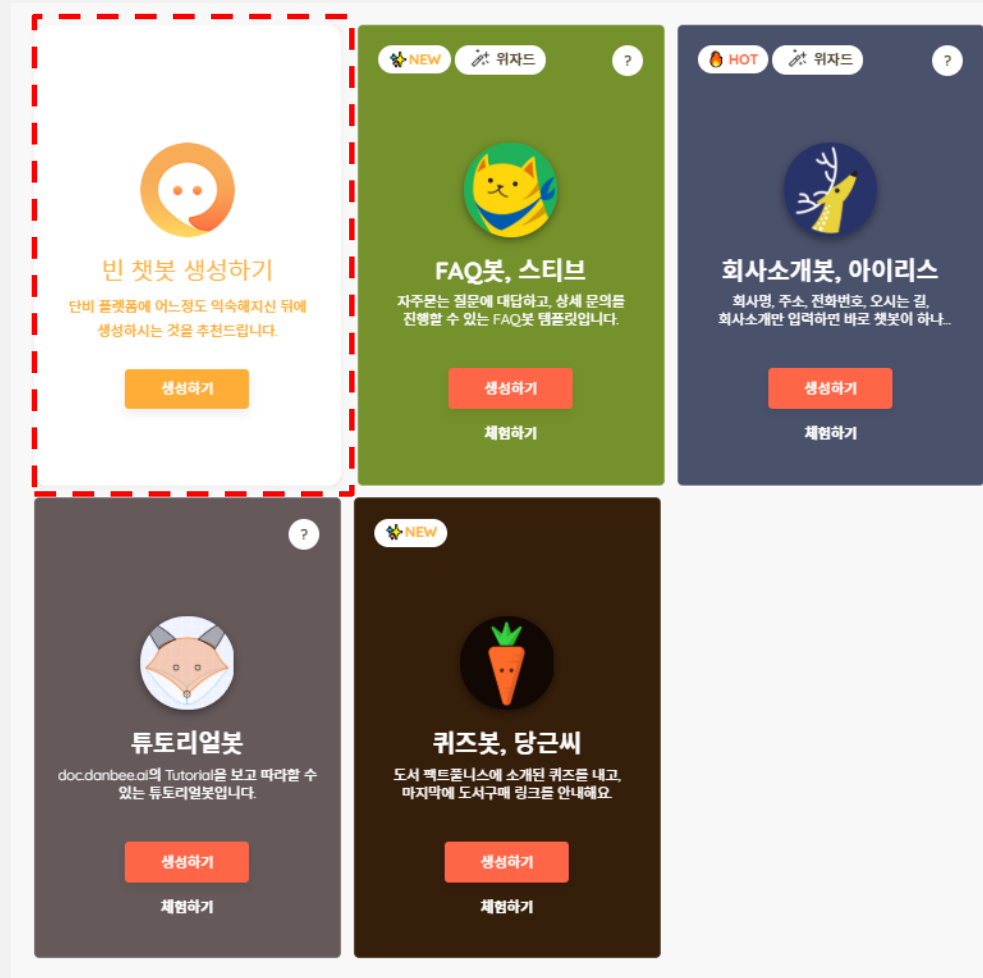 빈 챗봇 생성하기
단비 플랫폼에 어느정도 익숙해지신 뒤에
생성하시는 것을 추천드립니다.
생성하기
NEW 위자드 ?
FAQ봇, 스티브
자주묻는 질문에 대답하고, 상세 문의를
진행할 수 있는 FAQ봇 템플릿입니다.
생성하기
체험하기
HOT 위자드 ?
회사소개봇, 아이리스
회사명, 주소, 전화번호, 오시는 길,
회사소개만 입력하면 바로 챗봇이 하나...
생성하기
체험하기
?
튜토리얼봇
doc.danbee.ai의 Tutorial을 보고 따라할 수
있는 튜토리얼봇입니다.
생성하기
체험하기
NEW
퀴즈봇, 당근씨
도서 팩트풀니스에 소개된 퀴즈를 내고,
마지막에 도서구매 링크를 안내해요.
생성하기
체험하기